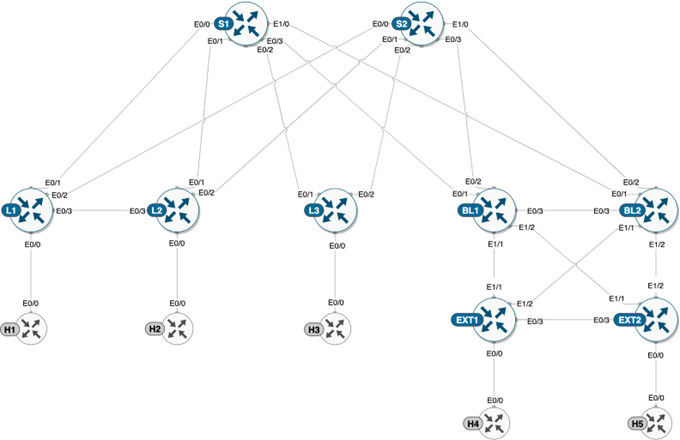 E0/0 S1 E1/0 E0/0 S2 E1/0
E0/1 E0/3 E0/1 E0/3
E0/2 E0/2
E0/1 E0/1 E0/2 E0/2
E0/2 E0/2 E0/1 E0/2 E0/1 E0/1
L1 E0/3 E0/3 L2 L3 BL1 E0/3 E0/3 BL2
E1/2 E1/1
E0/0 E0/0 E0/0 E1/1 E1/2
E1/1 E1/2
E0/0 E0/0 E0/0 E1/2 E1/1
EXT1 E0/3 E0/3 EXT2
H1 H2 H3
E0/0 E0/0
E0/0 E0/0
H4 H5